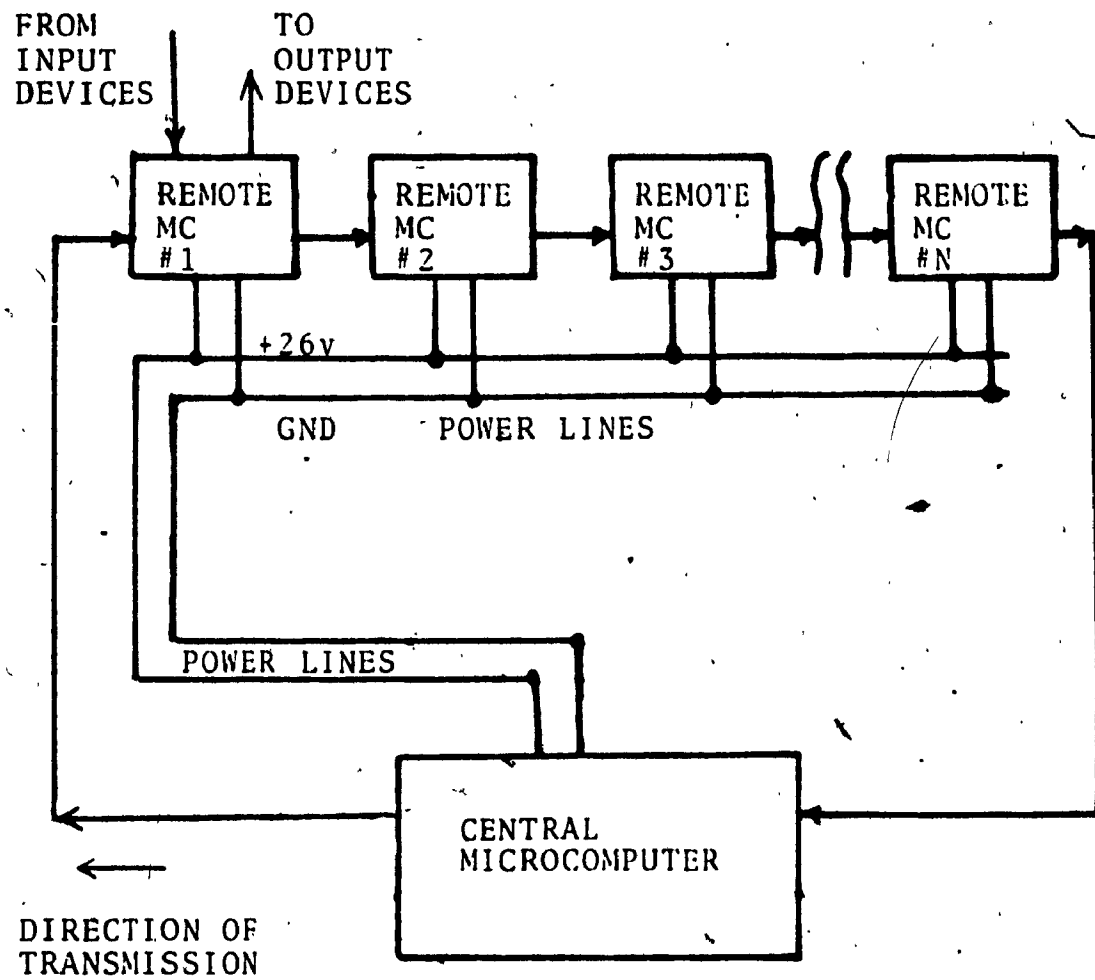 FROM
INPUT
DEVICES
TO
OUTPUT
DEVICES
REMOTE
MC
#1
REMOTE
MC
#2
REMOTE
MC
#3
REMOTE
MC
#N
+26v
GND
POWER LINES
POWER LINES
CENTRAL
MICROCOMPUTER
DIRECTION OF
TRANSMISSION